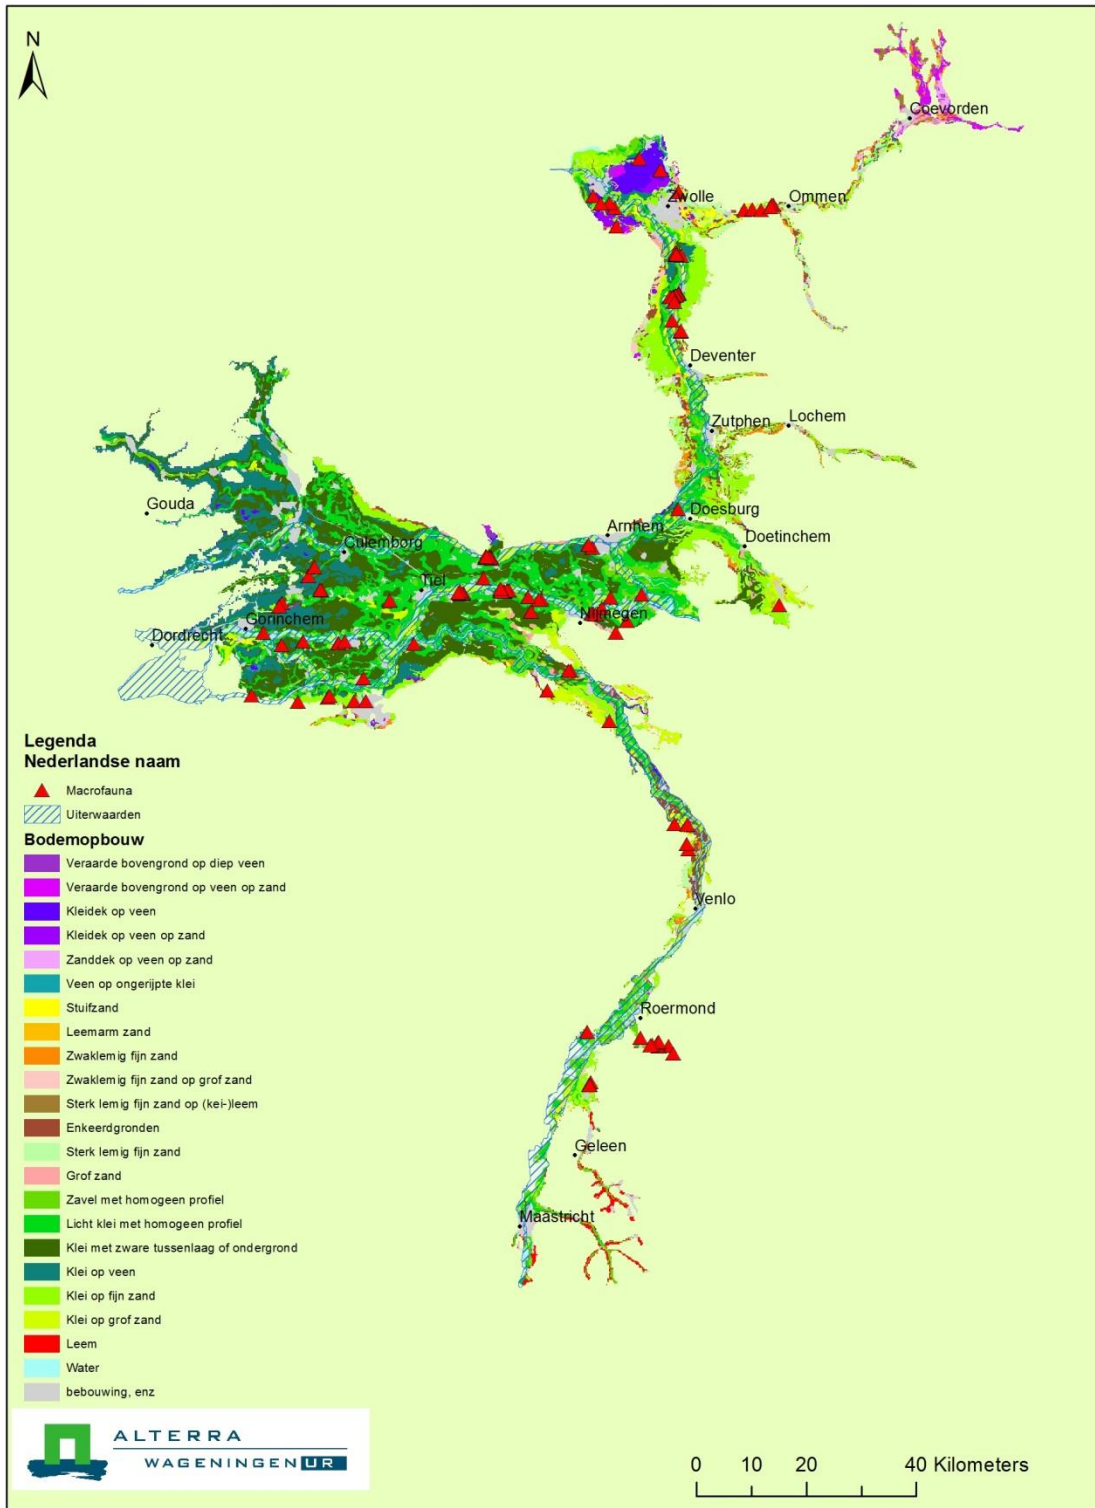 N
Coevorden
Zwolle
Ommen
Deventer
Zutphen
Lochem
Gouda
Doesburg
Arnhem
Culemborg
Doetinchem
Tiel
Nijmegen
Gorinchem
Dordrecht
Venlo
Roermond
Geleen
Maastricht
Legenda
Nederlandse naam
Macrofauna
Uiterwaarden
Bodemopbouw
Veraarde bovengrond op diep veen
Veraarde bovengrond op veen op zand
Kleidek op veen
Kleidek op veen op zand
Zanddek op veen op zand
Veen op ongerijpte klei
Stuifzand
Leemarm zand
Zwaklemig fijn zand
Zwaklemig fijn zand op grof zand
Sterk lemig fijn zand op (kei-)leem
Enkeerdgronden
Sterk lemig fijn zand
Grof zand
Zavel met homogeen profiel
Licht klei met homogeen profiel
Klei met zware tussenlaag of ondergrond
Klei op veen
Klei op fijn zand
Klei op grof zand
Leem
Water
bebouwing, enz
ALTERRA
WAGENINGEN UR
0 10 20 40 Kilometers